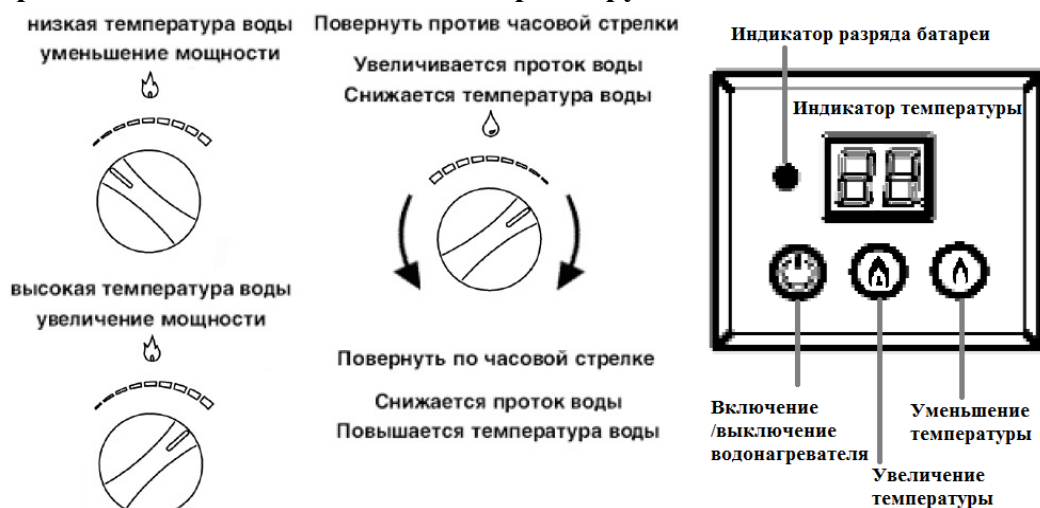 низкая температура воды
уменьшение мощности
высокая температура воды
увеличение мощности
Повернуть против часовой стрелки
Увеличивается проток воды
Снижается температура воды
Повернуть по часовой стрелке
Снижается проток воды
Повышается температура воды
Индикатор разряда батареи
Индикатор температуры
88
Включение
/выключение
водонагревателя
Увеличение
температуры
Уменьшение
температуры